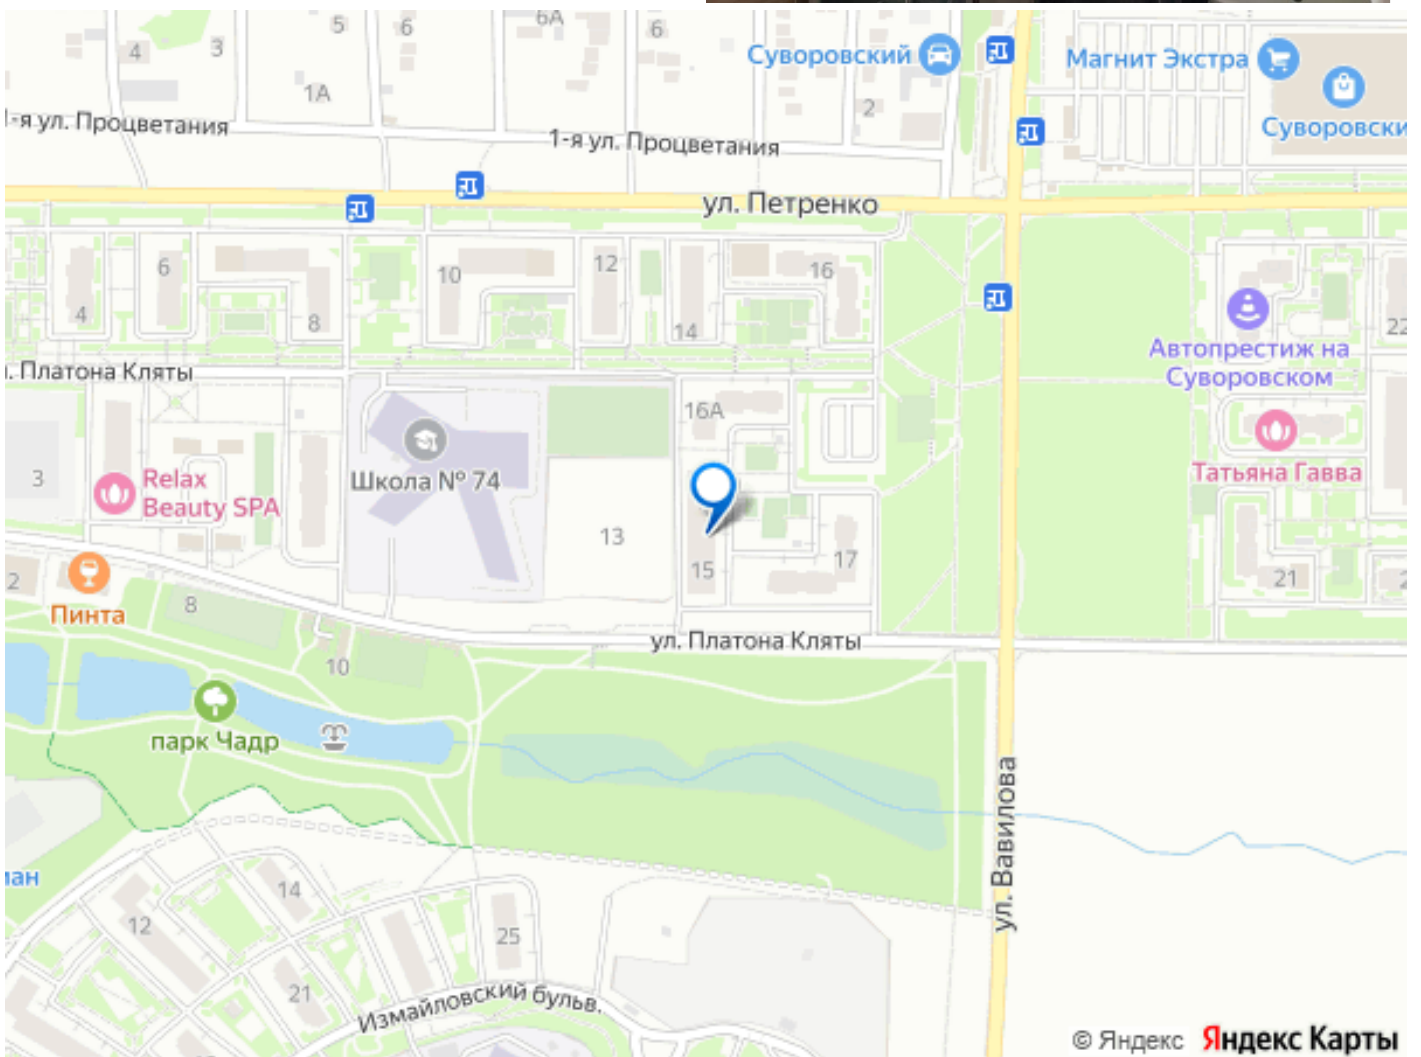 5
6
6А
6
4
3
1А
2
Суворовский
Магнит Экстра
Суворовски
1-я ул. Процветания
1-я ул. Процветания
ул. Петренко
6
10
12
16
4
8
14
22
Автопрестиж на
Суворовском
. Платона Кляты
16А
3
Relax
Beauty SPA
Школа № 74
Татьяна Гавва
13
15
17
21
2
2
Пинта
8
10
ул. Платона Кляты
парк Чадр
ул. Вавилова
ман
14
12
25
21
Измайловский бульв.
© Яндекс Яндекс Карты